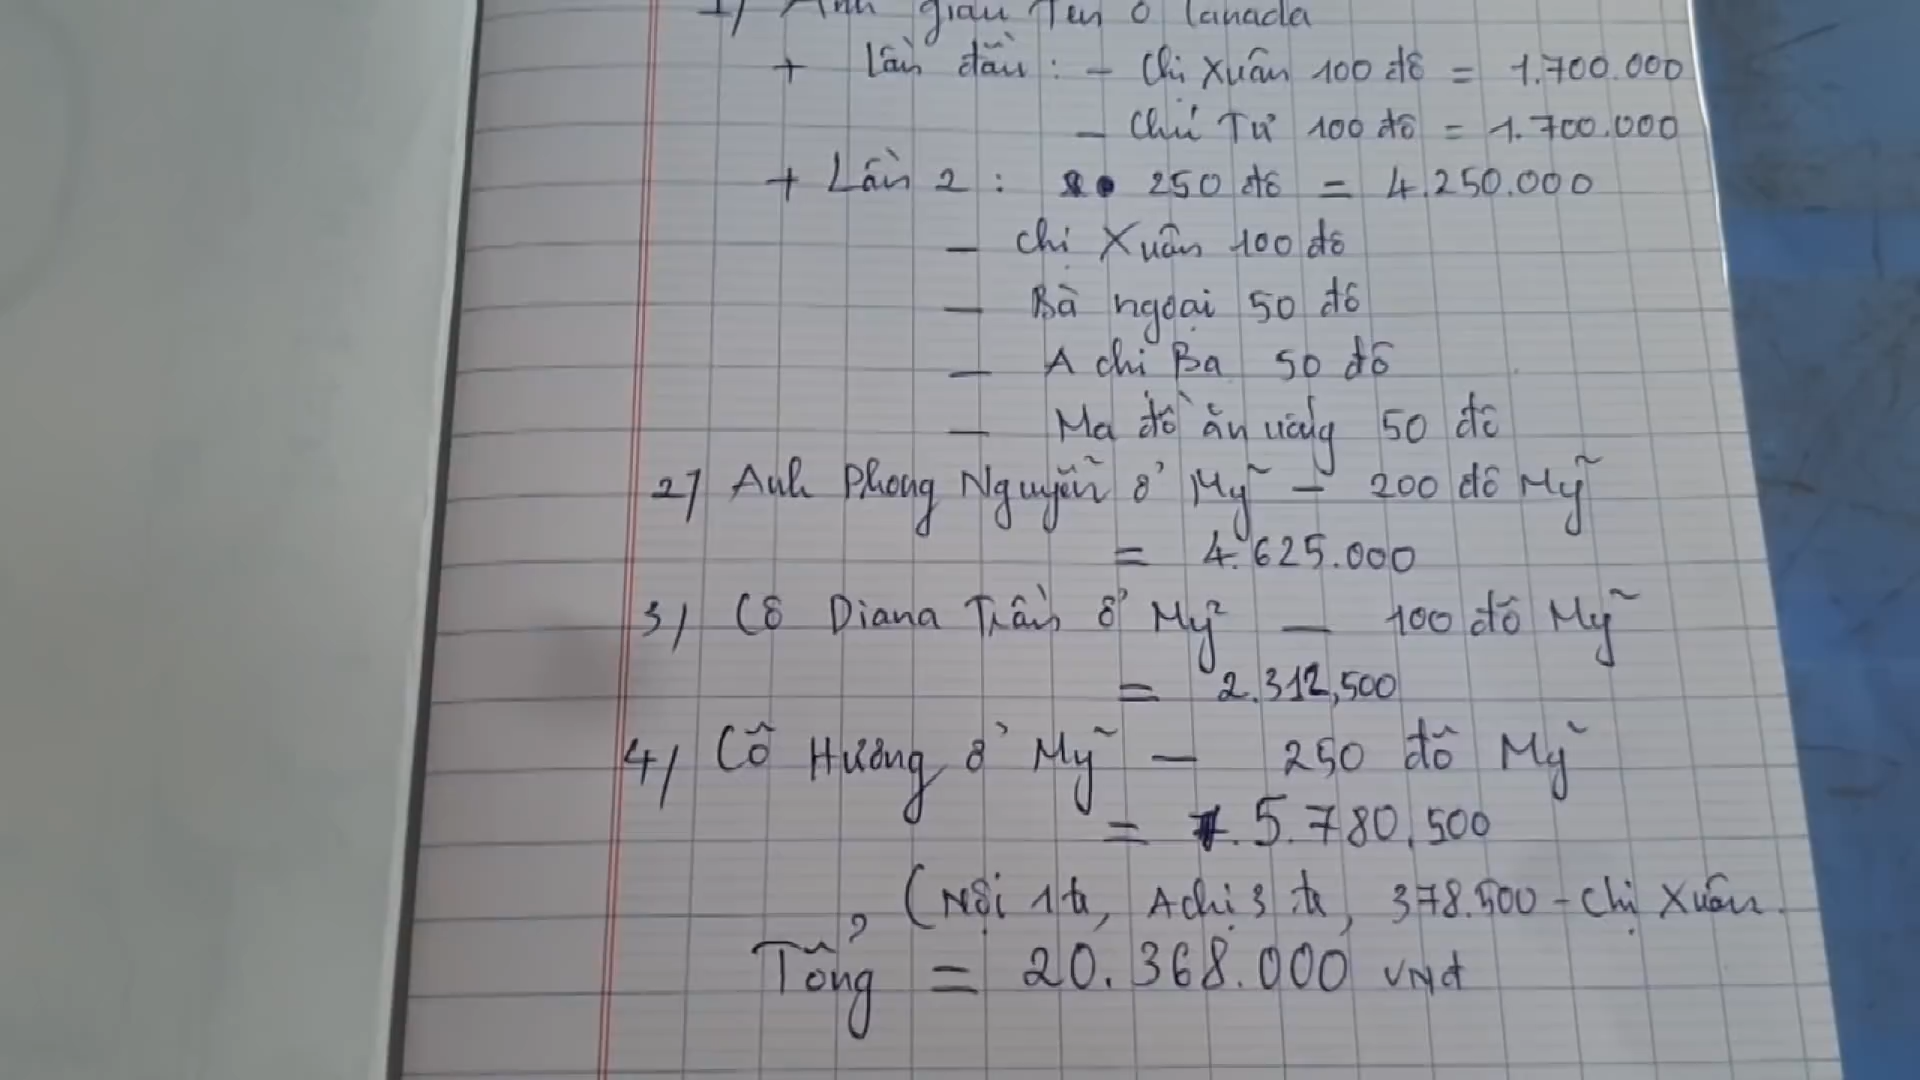 1) Anh giấu tên ở Canada
+ Lần đầu : - Chị Xuân 100 đô = 1.700.000
- Chú Tư 100 đô = 1.700.000
+ Lần 2 : 250 đô = 4.250.000
- Chị Xuân 100 đô
- Bà ngoại 50 đô
- A chị Ba 50 đô
- Ma đồ ăn uống 50 đô
2) Anh Phong Nguyễn ở Mỹ - 200 đô Mỹ
= 4.625.000
3) Cô Diana Trần ở Mỹ - 100 đô Mỹ
= 2.312,500
4) Cô Hương ở Mỹ - 250 đô Mỹ
= 5.780,500
(Nội 1tr, A chị 3 tr, 378.500 - Chị Xuân
Tổng = 20.368.000 vnđ